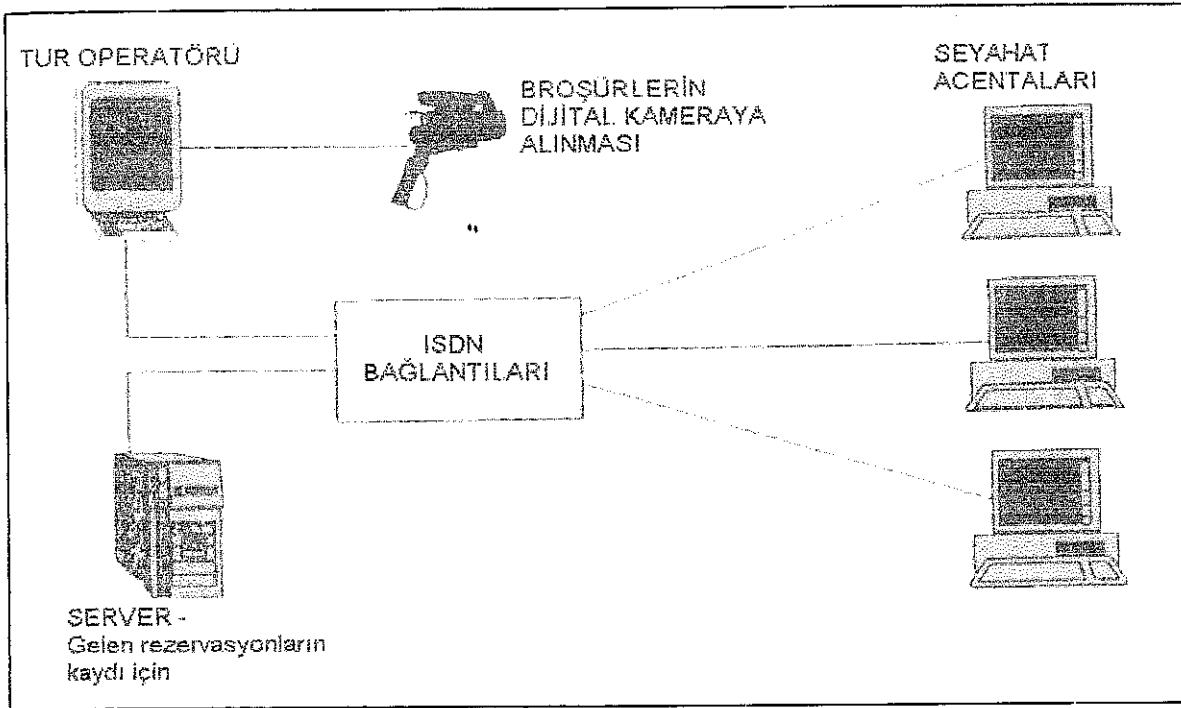 TUR OPERATÖRÜ
BROŞÜRLERİN
DİJİTAL KAMERAYA
ALINMASI
SEYAHAT
ACENTALARI
ISDN
BAĞLANTILARI
SERVER -
Gelen rezervasyonların
kaydı için